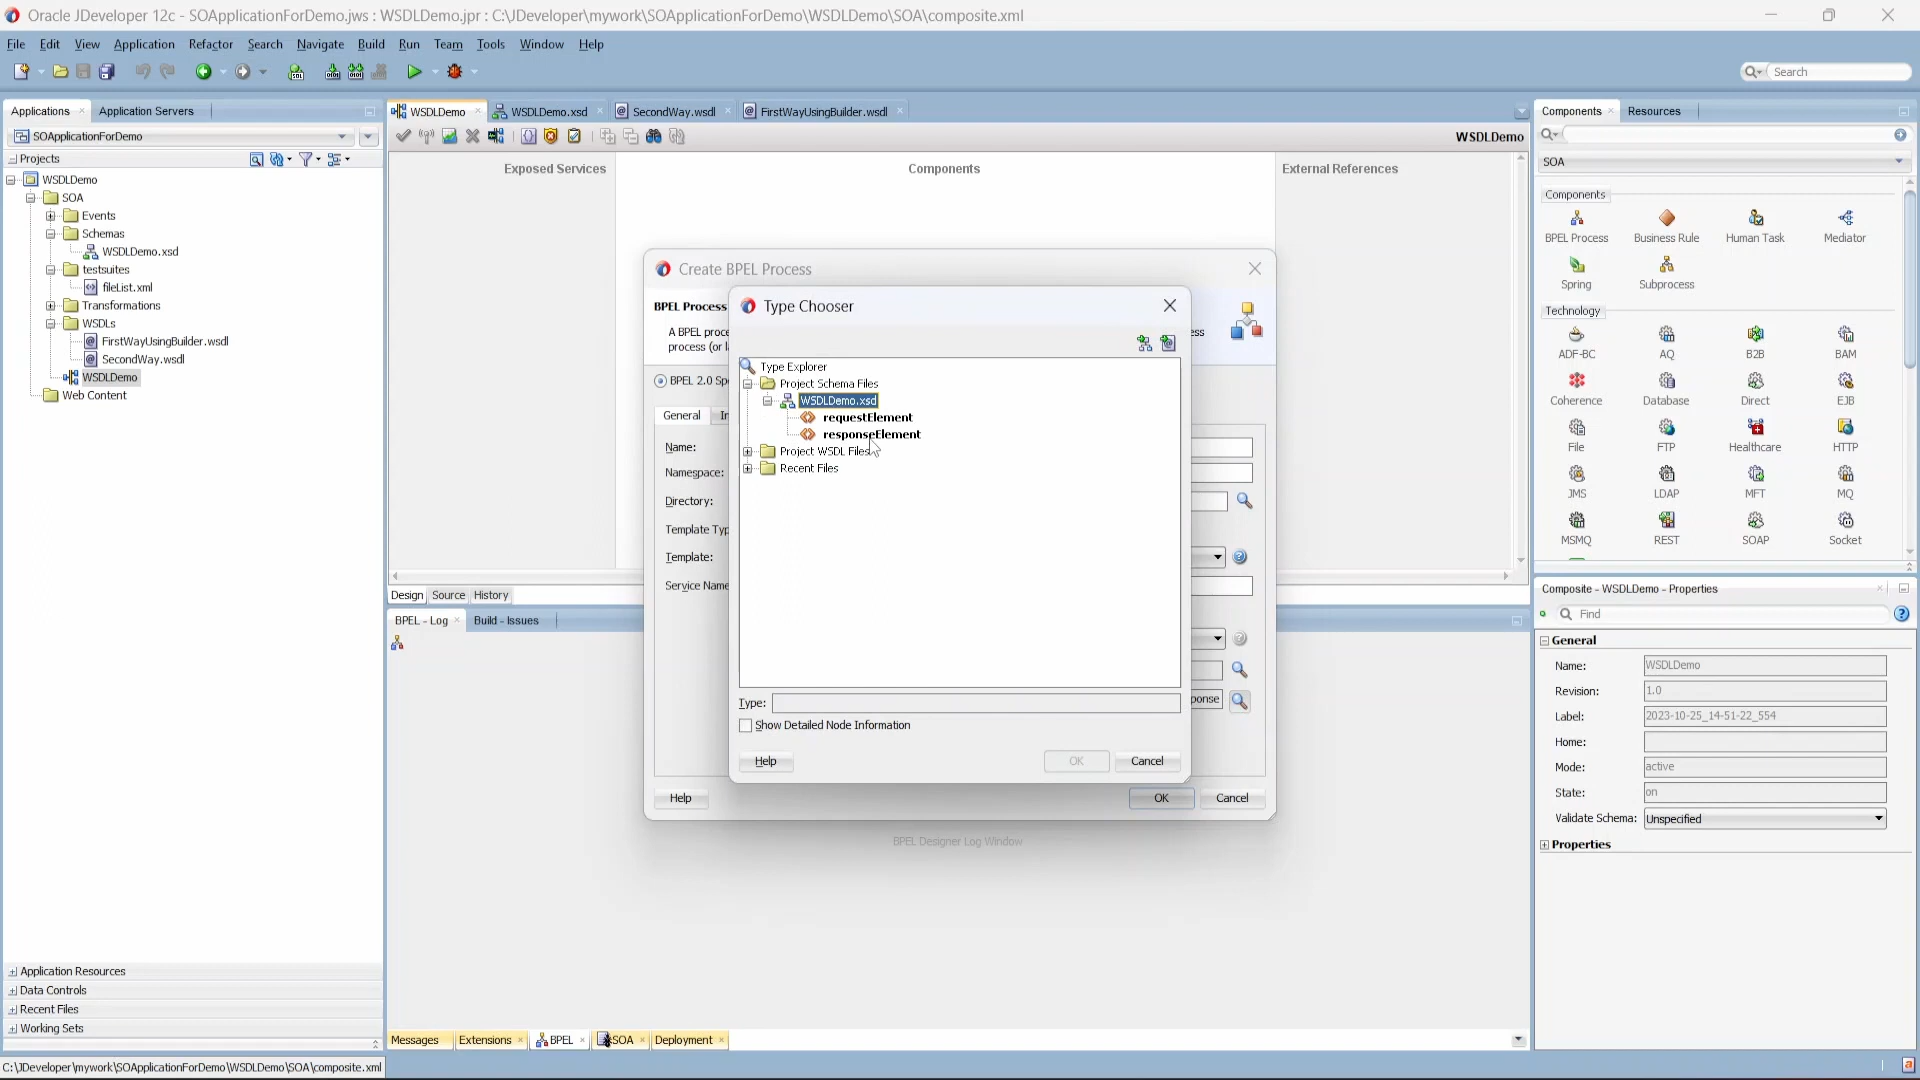 Oracle JDeveloper 12c - SOApplicationForDemo.jws : WSDLDemo.jpr : C:\JDeveloper\mywork\SOApplicationForDemo\WSDLDemo\SOA\composite.xml
File Edit View Application Refactor Search Navigate Build Run Team Tools Window Help
Search
Applications
Application Servers
SOApplicationForDemo
Projects
WSDLDemo
SOA
Events
Schemas
WSDLDemo.xsd
testsuites
fileList.xml
Transformations
WSDLs
FirstWayUsingBuilder.wsdl
SecondWay.wsdl
WSDLDemo
Web Content
Application Resources
Data Controls
Recent Files
Working Sets
C:\JDeveloper\mywork\SOApplicationForDemo\WSDLDemo\SOA\composite.xml
WSDLDemo
WSDLDemo.xsd
SecondWay.wsdl
FirstWayUsingBuilder.wsdl
WSDLDemo
Exposed Services
Components
External References
Create BPEL Process
BPEL Process
A BPEL proce
ess
process (or l
BPEL 2.0 Sp
General
Name:
Namespace:
Directory:
Template Typ
Template:
Service Name
ponse
Help
OK
Cancel
Type Chooser
Type Explorer
Project Schema Files
WSDLDemo.xsd
requestElement
responseElement
Project WSDL Files
Recent Files
Type:
Show Detailed Node Information
Help
OK
Cancel
Design
Source
History
BPEL - Log
Build - Issues
BPEL Designer Log Window
Messages
Extensions
BPEL
SOA
Deployment
Components
Resources
SOA
Components
BPEL Process
Business Rule
Human Task
Mediator
Spring
Subprocess
Technology
ADF-BC
AQ
B2B
BAM
Coherence
Database
Direct
EJB
File
FTP
Healthcare
HTTP
JMS
LDAP
MFT
MQ
MSMQ
REST
SOAP
Socket
Composite - WSDLDemo - Properties
Find
General
Name: WSDLDemo
Revision: 1.0
Label: 2023-10-25_14-51-22_554
Home:
Mode: active
State: on
Validate Schema: Unspecified
Properties